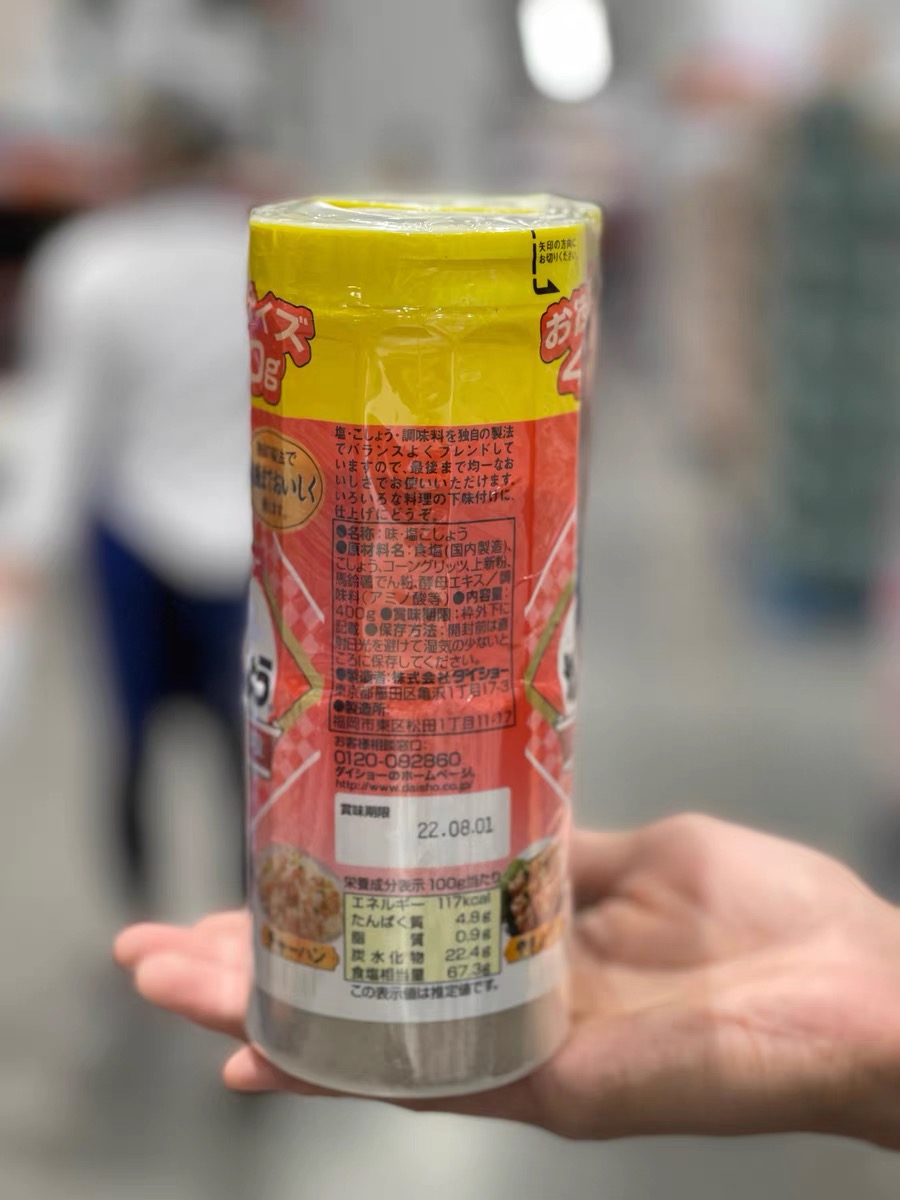 矢印の方向に
お切りください
イズ
0g
お
塩・こしょう・調味料を独自の製法
でバランスよくブレンドして
いますので、最後まで均一なお
いしさでお使いいただけます。
いろいろな料理の下味付けに、
仕上げにどうぞ。
●名称：味・塩こしょう
●原材料名：食塩(国内製造)、
こしょう、コーングリッツ、上新粉、
馬鈴薯でん粉、酵母エキス／調
味料(アミノ酸等) ●内容量：
400g ●賞味期限：枠外下に
記載 ●保存方法：開封前は直
射日光を避けて湿気の少ないと
ころに保存してください。
●製造者：株式会社ダイショー
東京都墨田区亀沢1丁目17-3
●製造所：
福岡市東区松田1丁目11-17
お客様相談窓口：
0120-092860
ダイショーのホームページ。
http://www.daisho.co.jp/
賞味期限
22.08.01
栄養成分表示 100g当たり
エネルギー 117kcal
たんぱく質 4.8g
脂質 0.9g
炭水化物 22.4g
食塩相当量 67.3g
この表示値は推定値です。
おいしく
チャーハン